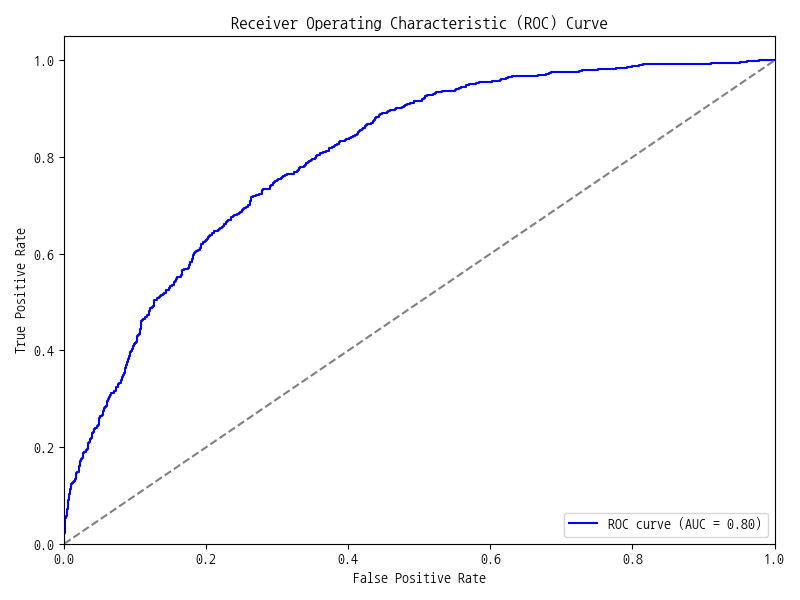 Receiver Operating Characteristic (ROC) Curve
1.0
0.8
0.6
0.4
0.2
0.0
True Positive Rate
ROC curve (AUC = 0.80)
0.0 0.2 0.4 0.6 0.8 1.0
False Positive Rate